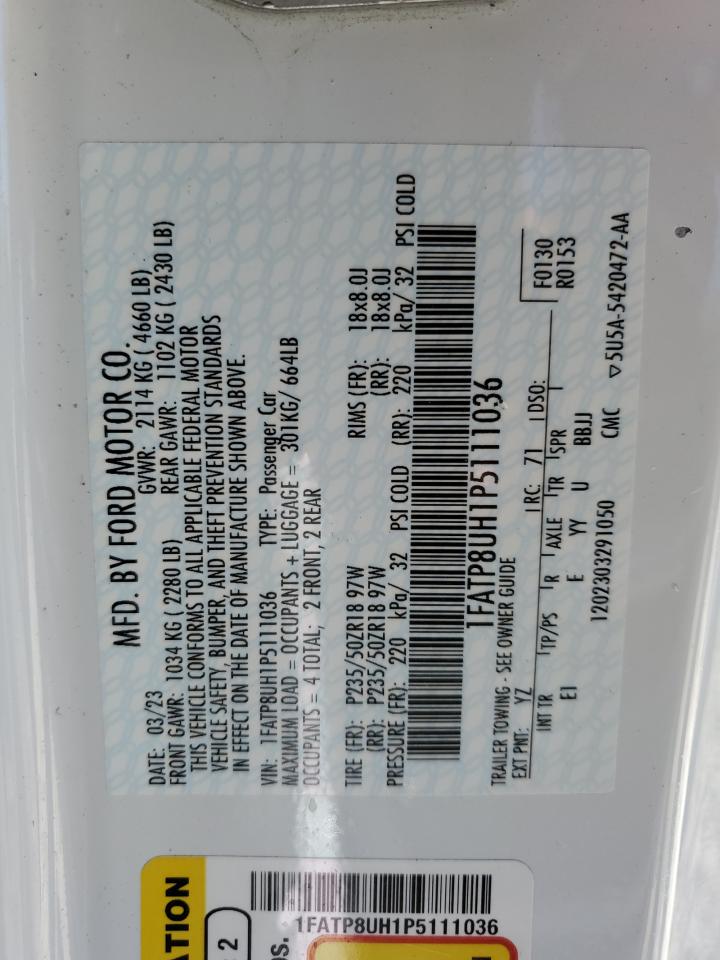 MFD. BY FORD MOTOR CO.
DATE: 03/23 GVWR: 2114 KG ( 4660 LB)
FRONT GAWR: 1034 KG (2280 LB) REAR GAWR: 1102 KG ( 2430 LB)
THIS VEHICLE CONFORMS TO ALL APPLICABLE FEDERAL MOTOR
VEHICLE SAFETY, BUMPER, AND THEFT PREVENTION STANDARDS
IN EFFECT ON THE DATE OF MANUFACTURE SHOWN ABOVE.
VIN: 1FATP8UH1P5111036 TYPE: Passenger Car
MAXIMUM LOAD = OCCUPANTS + LUGGAGE = 301KG/ 664LB
OCCUPANTS = 4 TOTAL; 2 FRONT, 2 REAR
TIRE (FR): P235/50ZR18 97W RIMS (FR): 18x8.0J
(RR): P235/50ZR18 97W (RR): 18x8.0J
PRESSURE (FR): 220 kPa/ 32 PSI COLD (RR): 220 kPa/ 32 PSI COLD
1FATP8UH1P5111036
TRAILER TOWING - SEE OWNER GUIDE
EXT PNT: YZ RC: 71 DSO: F0130
R0153
INT TR TP/PS R AXLE TR SPR
EI E YY U BBJJ
1202303291050 CMC ▽5U5A-5420472-AA
ATION
2
OS.
1FATP8UH1P5111036